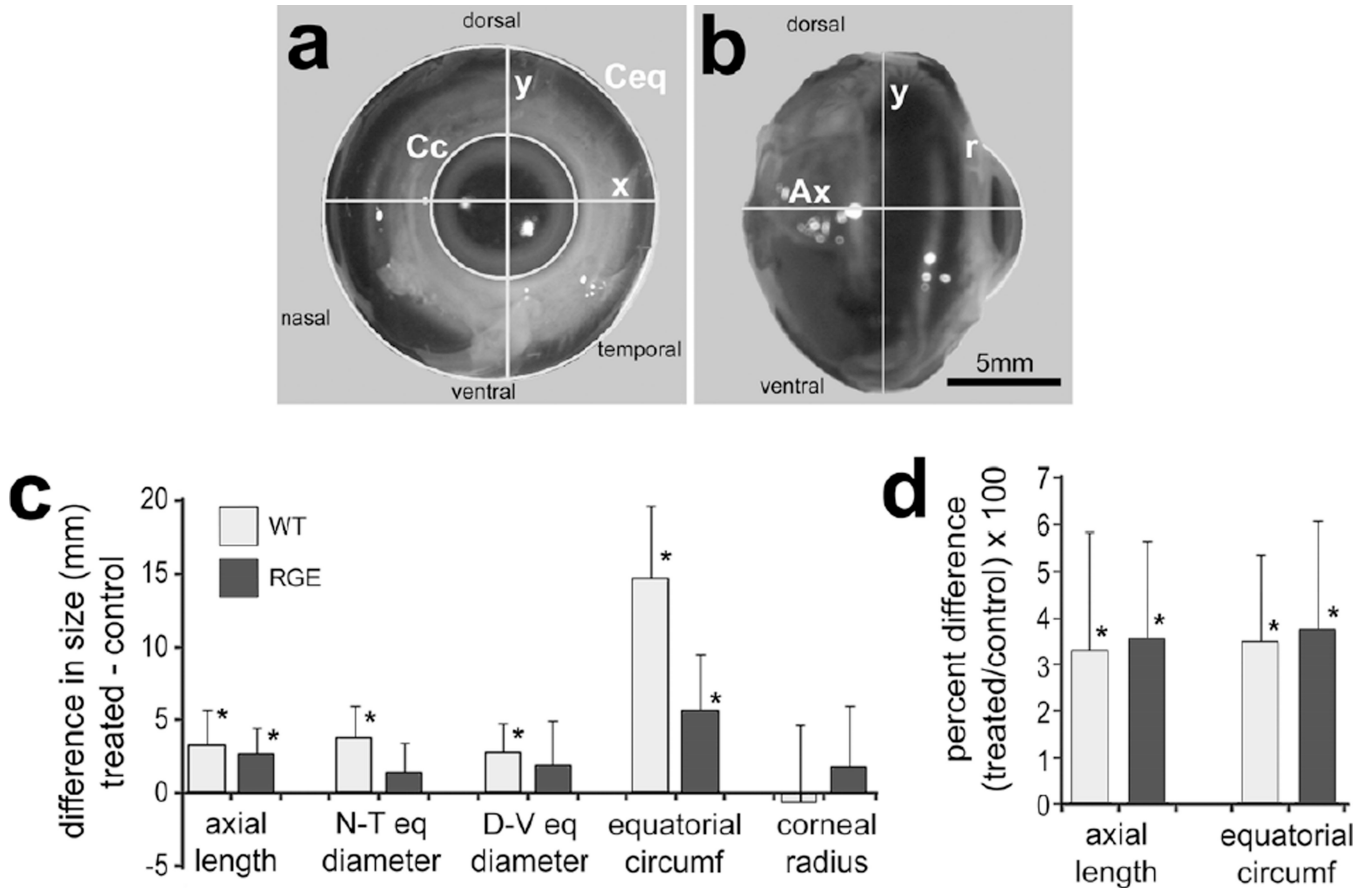 a
dorsal
y
Ceq
Cc
x
nasal
temporal
ventral
b
dorsal
y
r
Ax
5mm
ventral
c
difference in size (mm)
treated - control
20
15
10
5
0
-5
WT
RGE
*
*
*
*
*
*
axial
length
N-T eq
diameter
D-V eq
diameter
equatorial
circumf
corneal
radius
d
percent difference
(treated/control) x 100
7
6
5
4
3
2
1
0
*
*
*
*
axial
length
equatorial
circumf